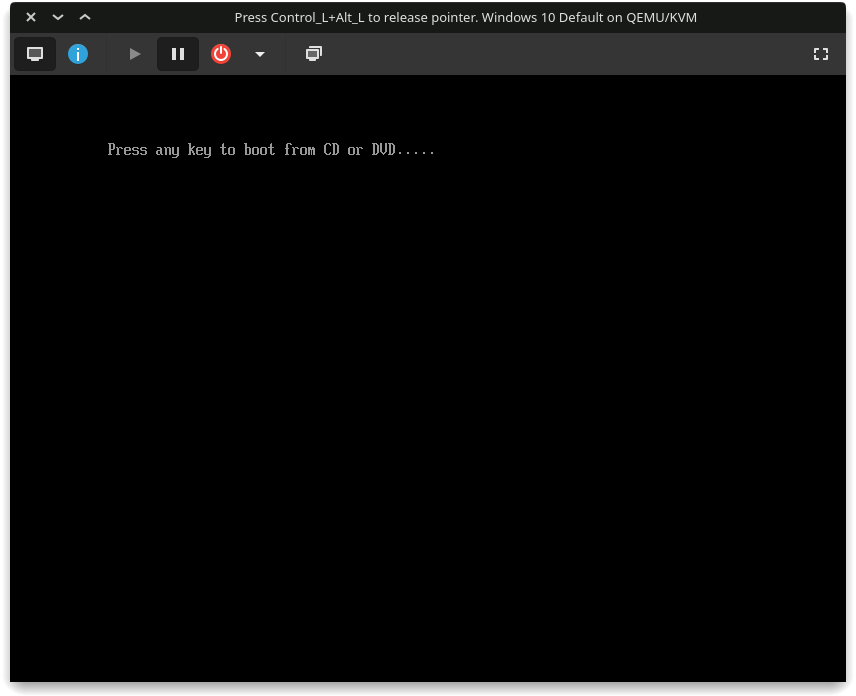 Press Control_L+Alt_L to release pointer. Windows 10 Default on QEMU/KVM
Press any key to boot from CD or DVD.....